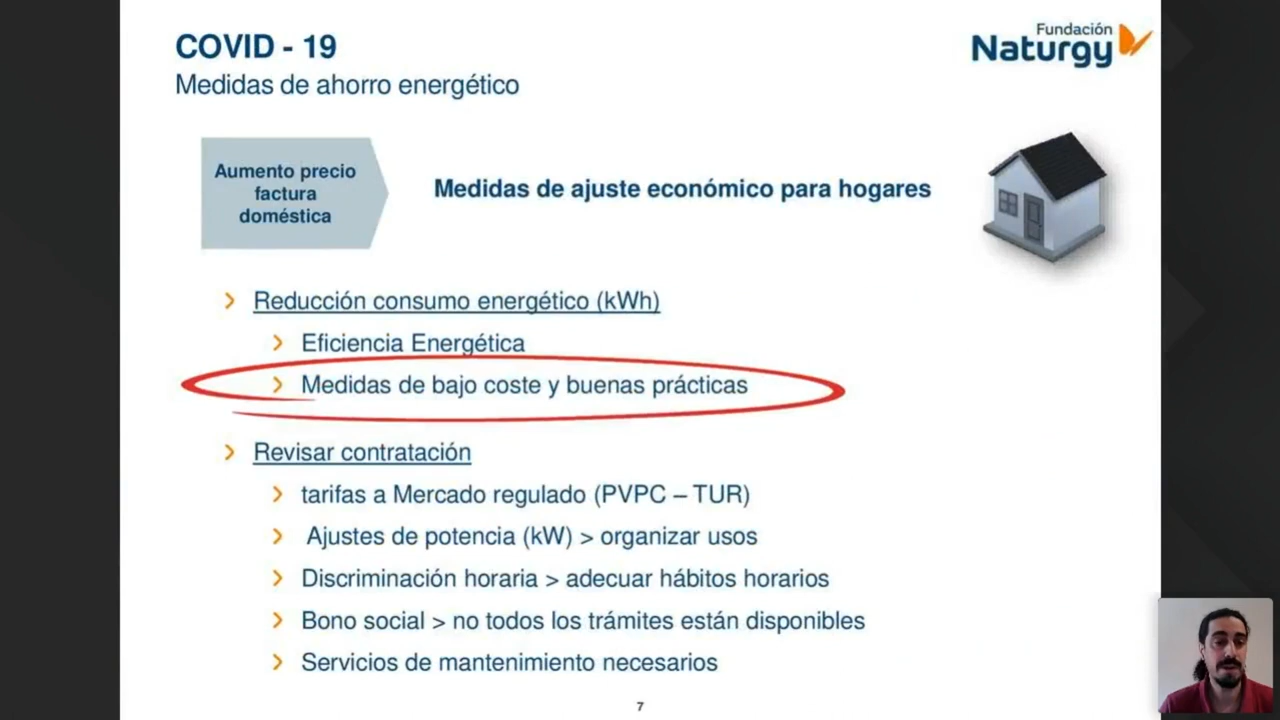 COVID - 19
Medidas de ahorro energético
Fundación
Naturgy
Aumento precio
factura
doméstica
Medidas de ajuste económico para hogares
Reducción consumo energético (kWh)
Eficiencia Energética
Medidas de bajo coste y buenas prácticas
Revisar contratación
tarifas a Mercado regulado (PVPC – TUR)
Ajustes de potencia (kW) > organizar usos
Discriminación horaria > adecuar hábitos horarios
Bono social > no todos los trámites están disponibles
Servicios de mantenimiento necesarios
7